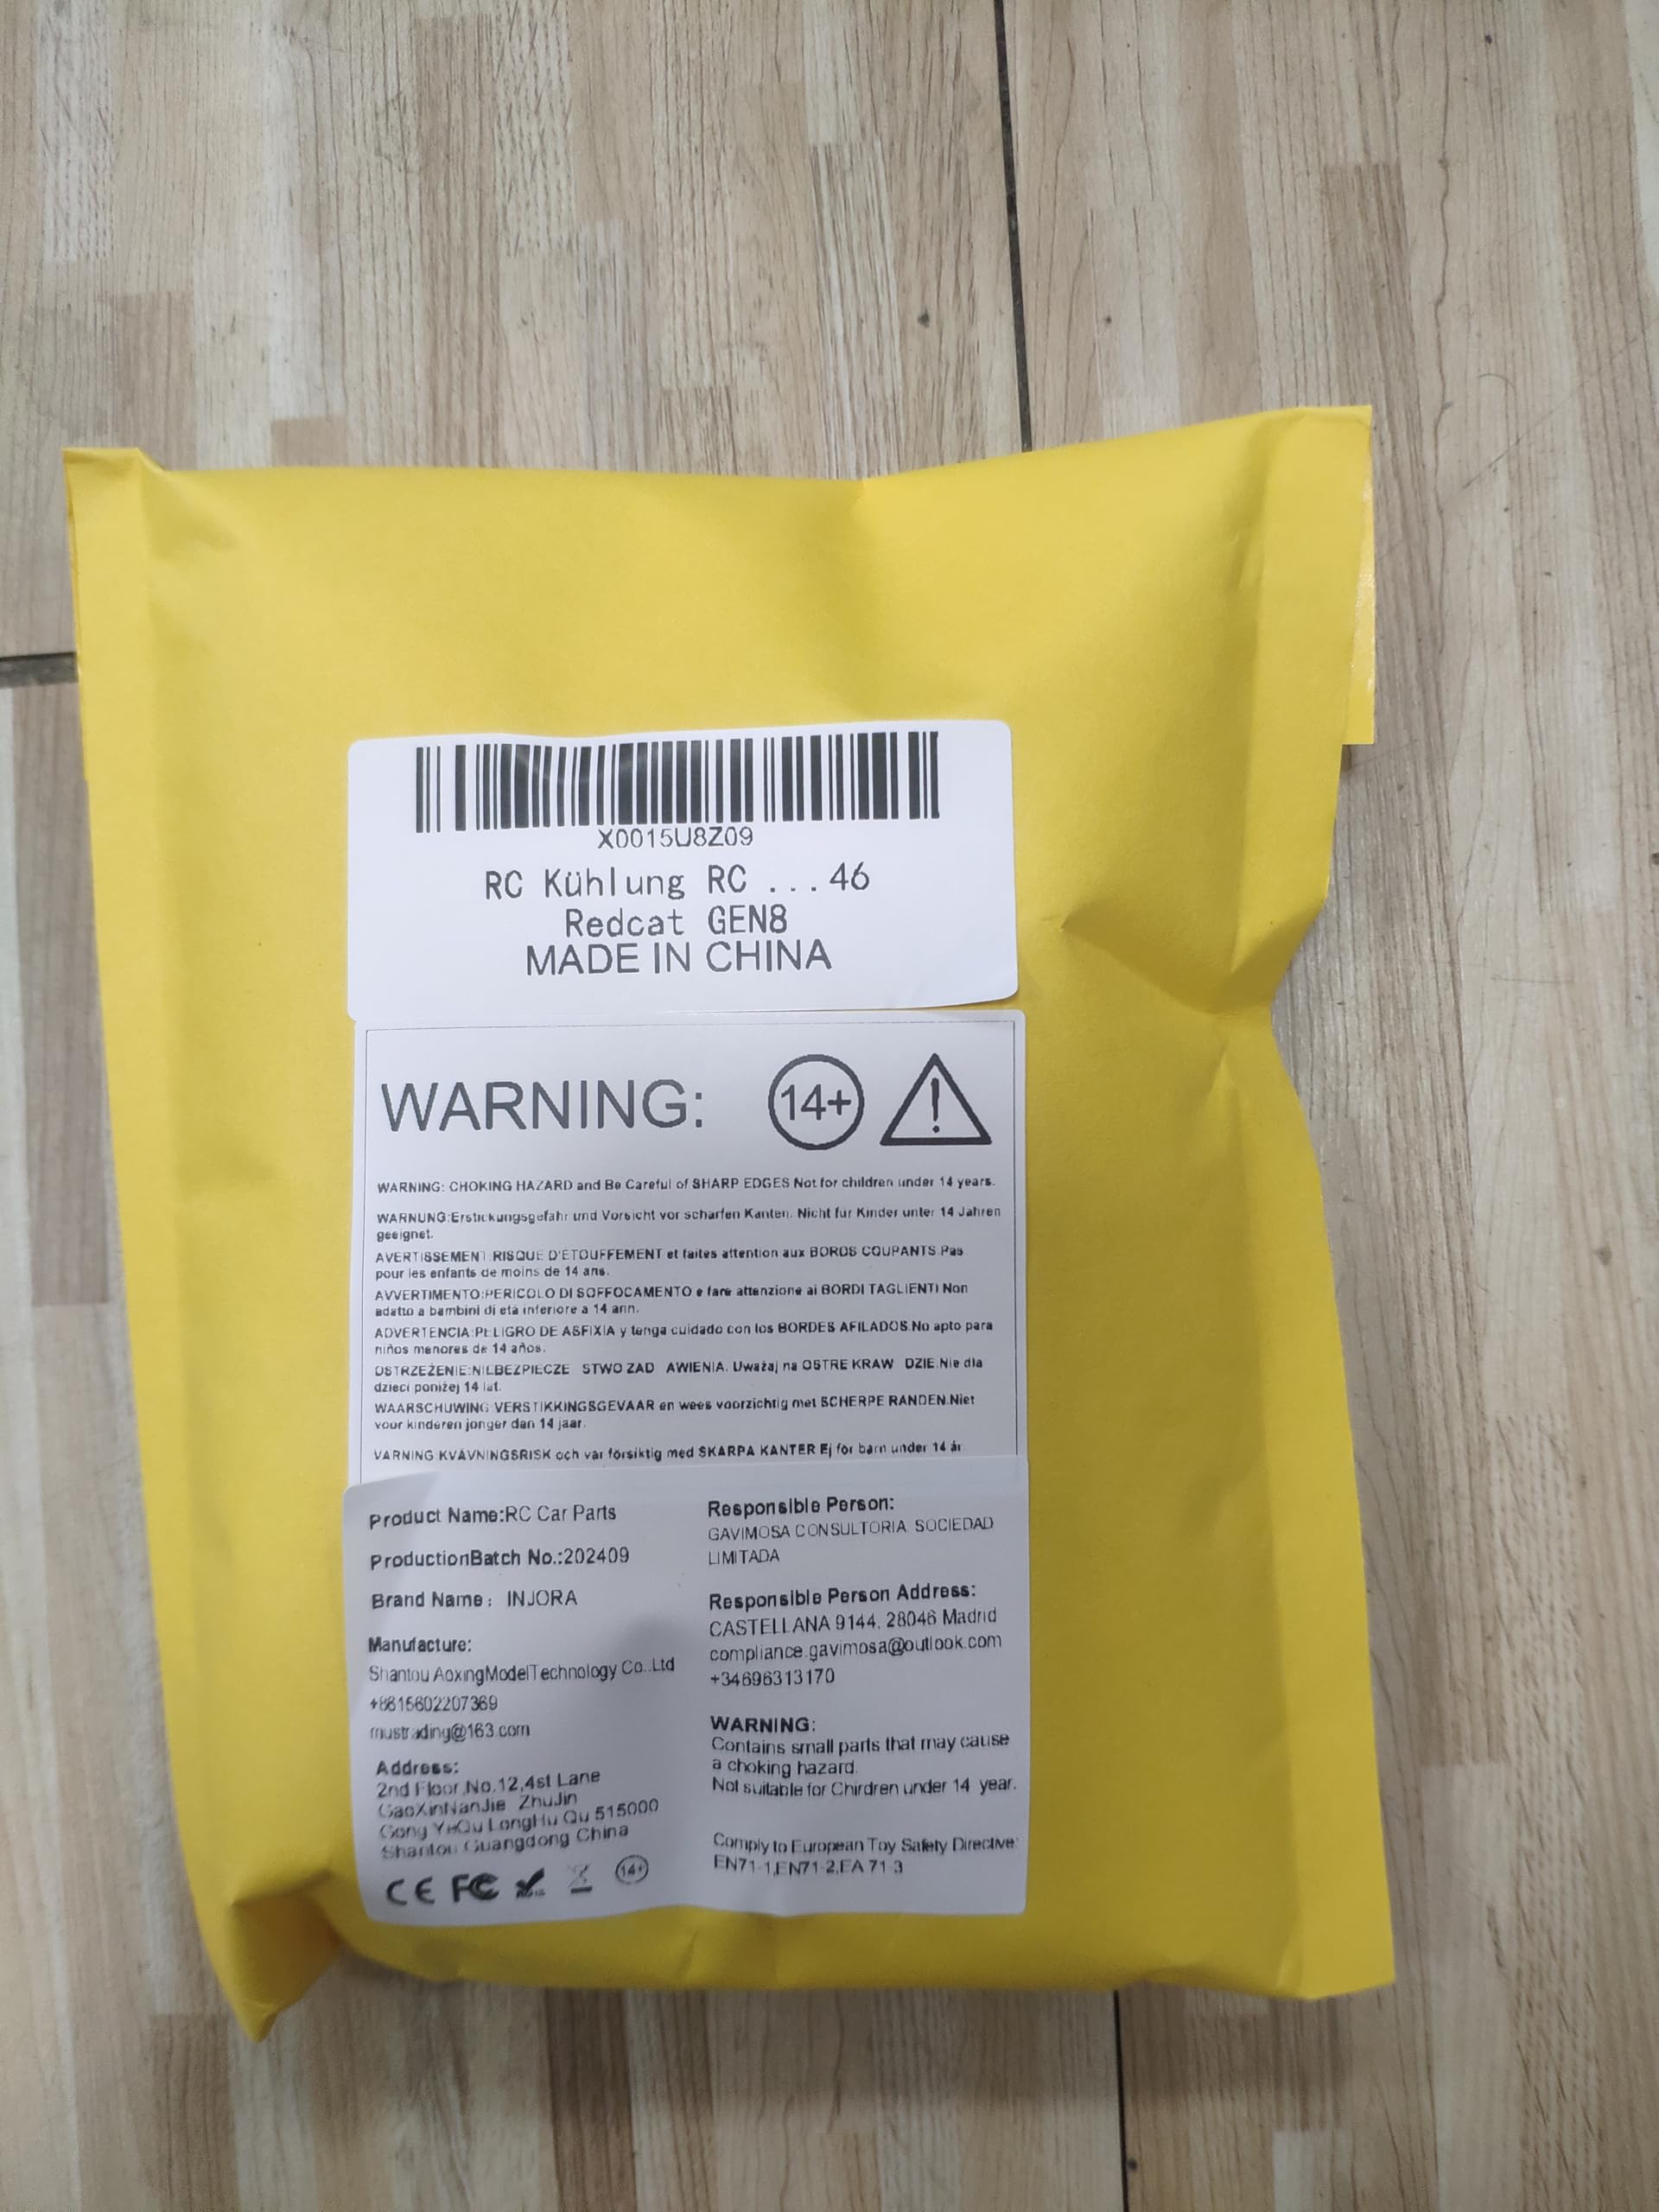 X0015U8Z09
RC Kühlung RC ...46
Redcat GEN8
MADE IN CHINA
WARNING: 14+
WARNING: CHOKING HAZARD and Be Careful of SHARP EDGES Not for children under 14 years.
WARNUNG:Erstickungsgefahr und Vorsicht vor scharfen Kanten. Nicht für Kinder unter 14 Jahren
geeignet.
AVERTISSEMENT RISQUE D'ETOUFFEMENT et faites attention aux BORDS COUPANTS.Pas
pour les enfants de moins de 14 ans.
AVVERTIMENTO:PERICOLO DI SOFFOCAMENTO e fare attenzione ai BORDI TAGLIENTI Non
adatto a bambini di età inferiore a 14 ann.
ADVERTENCIA:PELIGRO DE ASFIXIA y tenga cuidado con los BORDES AFILADOS.No apto para
niños menores de 14 años.
OSTRZEŻENIE:NIEBEZPIECZE STWO ZAD AWIENIA. Uważaj na OSTRE KRAW DZIE.Nie dla
dzieci poniżej 14 lat.
WAARSCHUWING VERSTIKKINGSGEVAAR en wees voorzichtig met SCHERPE RANDEN.Niet
voor kinderen jonger dan 14 jaar.
VARNING KVÄVNINGSRISK och var försiktig med SKARPA KANTER Ej för barn under 14 år
Product Name:RC Car Parts
ProductionBatch No.:202409
Brand Name: INJORA
Manufacture:
Shantou AoxingModelTechnology Co..Ltd
+8615602207369
mustrading@163.com
Address:
2nd Floor,No.12,4st Lane
GaoXinNanJie ZhuJin
Gong YeQu LongHu Qu 515000
Shantou Guangdong China
CE FC 14+
Responsible Person:
GAVIMOSA CONSULTORIA. SOCIEDAD
LIMITADA
Responsible Person Address:
CASTELLANA 9144, 28046 Madrid
compliance.gavimosa@outlook.com
+34696313170
WARNING:
Contains small parts that may cause
a choking hazard.
Not suitable for Chirdren under 14 year.
Comply to European Toy Safety Directive:
EN71-1,EN71-2,EA 71-3